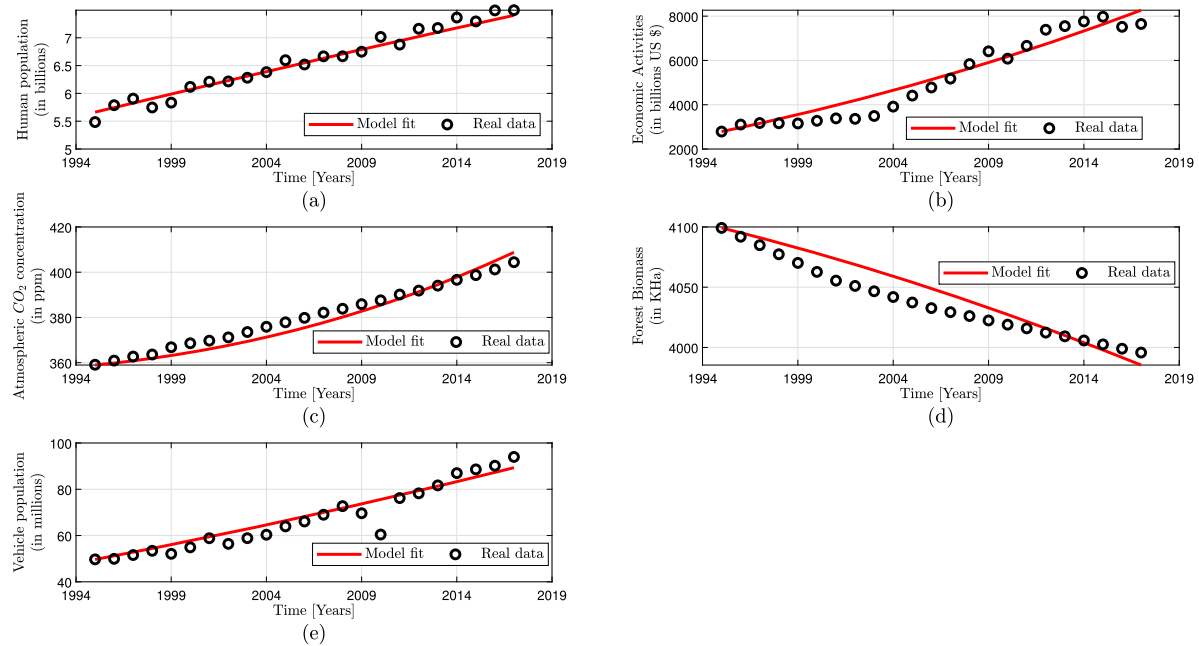 Human population
(in billions)
7
6.5
6
5.5
5
Model fit Real data
1994 1999 2004 2009 2014 2019
Time [Years]
(a)
Economic Activities
(in billions US $)
8000
6000
4000
2000
Model fit Real data
1994 1999 2004 2009 2014 2019
Time [Years]
(b)
Atmospheric CO2 concentration
(in ppm)
420
400
380
360
Model fit Real data
1994 1999 2004 2009 2014 2019
Time [Years]
(c)
Forest Biomass
(in KHa)
4100
4050
4000
Model fit Real data
1994 1999 2004 2009 2014 2019
Time [Years]
(d)
Vehicle population
(in millions)
100
80
60
40
Model fit Real data
1994 1999 2004 2009 2014 2019
Time [Years]
(e)